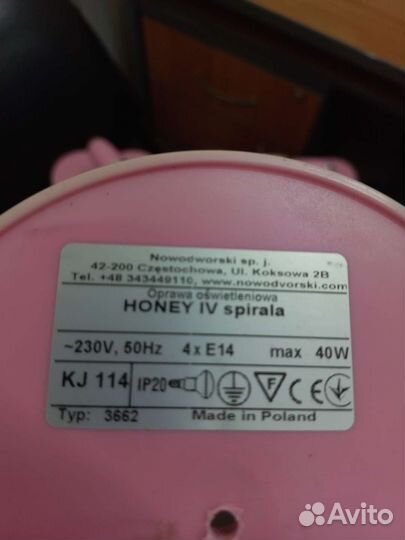 Nowodworski sp. j.
42-200 Częstochowa, Ul. Koksowa 2B
Tel. +48 343449110, www.nowodvorski.com
Oprawa oświetleniowa
HONEY IV spirala
~230V, 50Hz 4 x E14 max 40W
KJ 114 IP20 F CE
Typ: 3662 Made in Poland
Avito